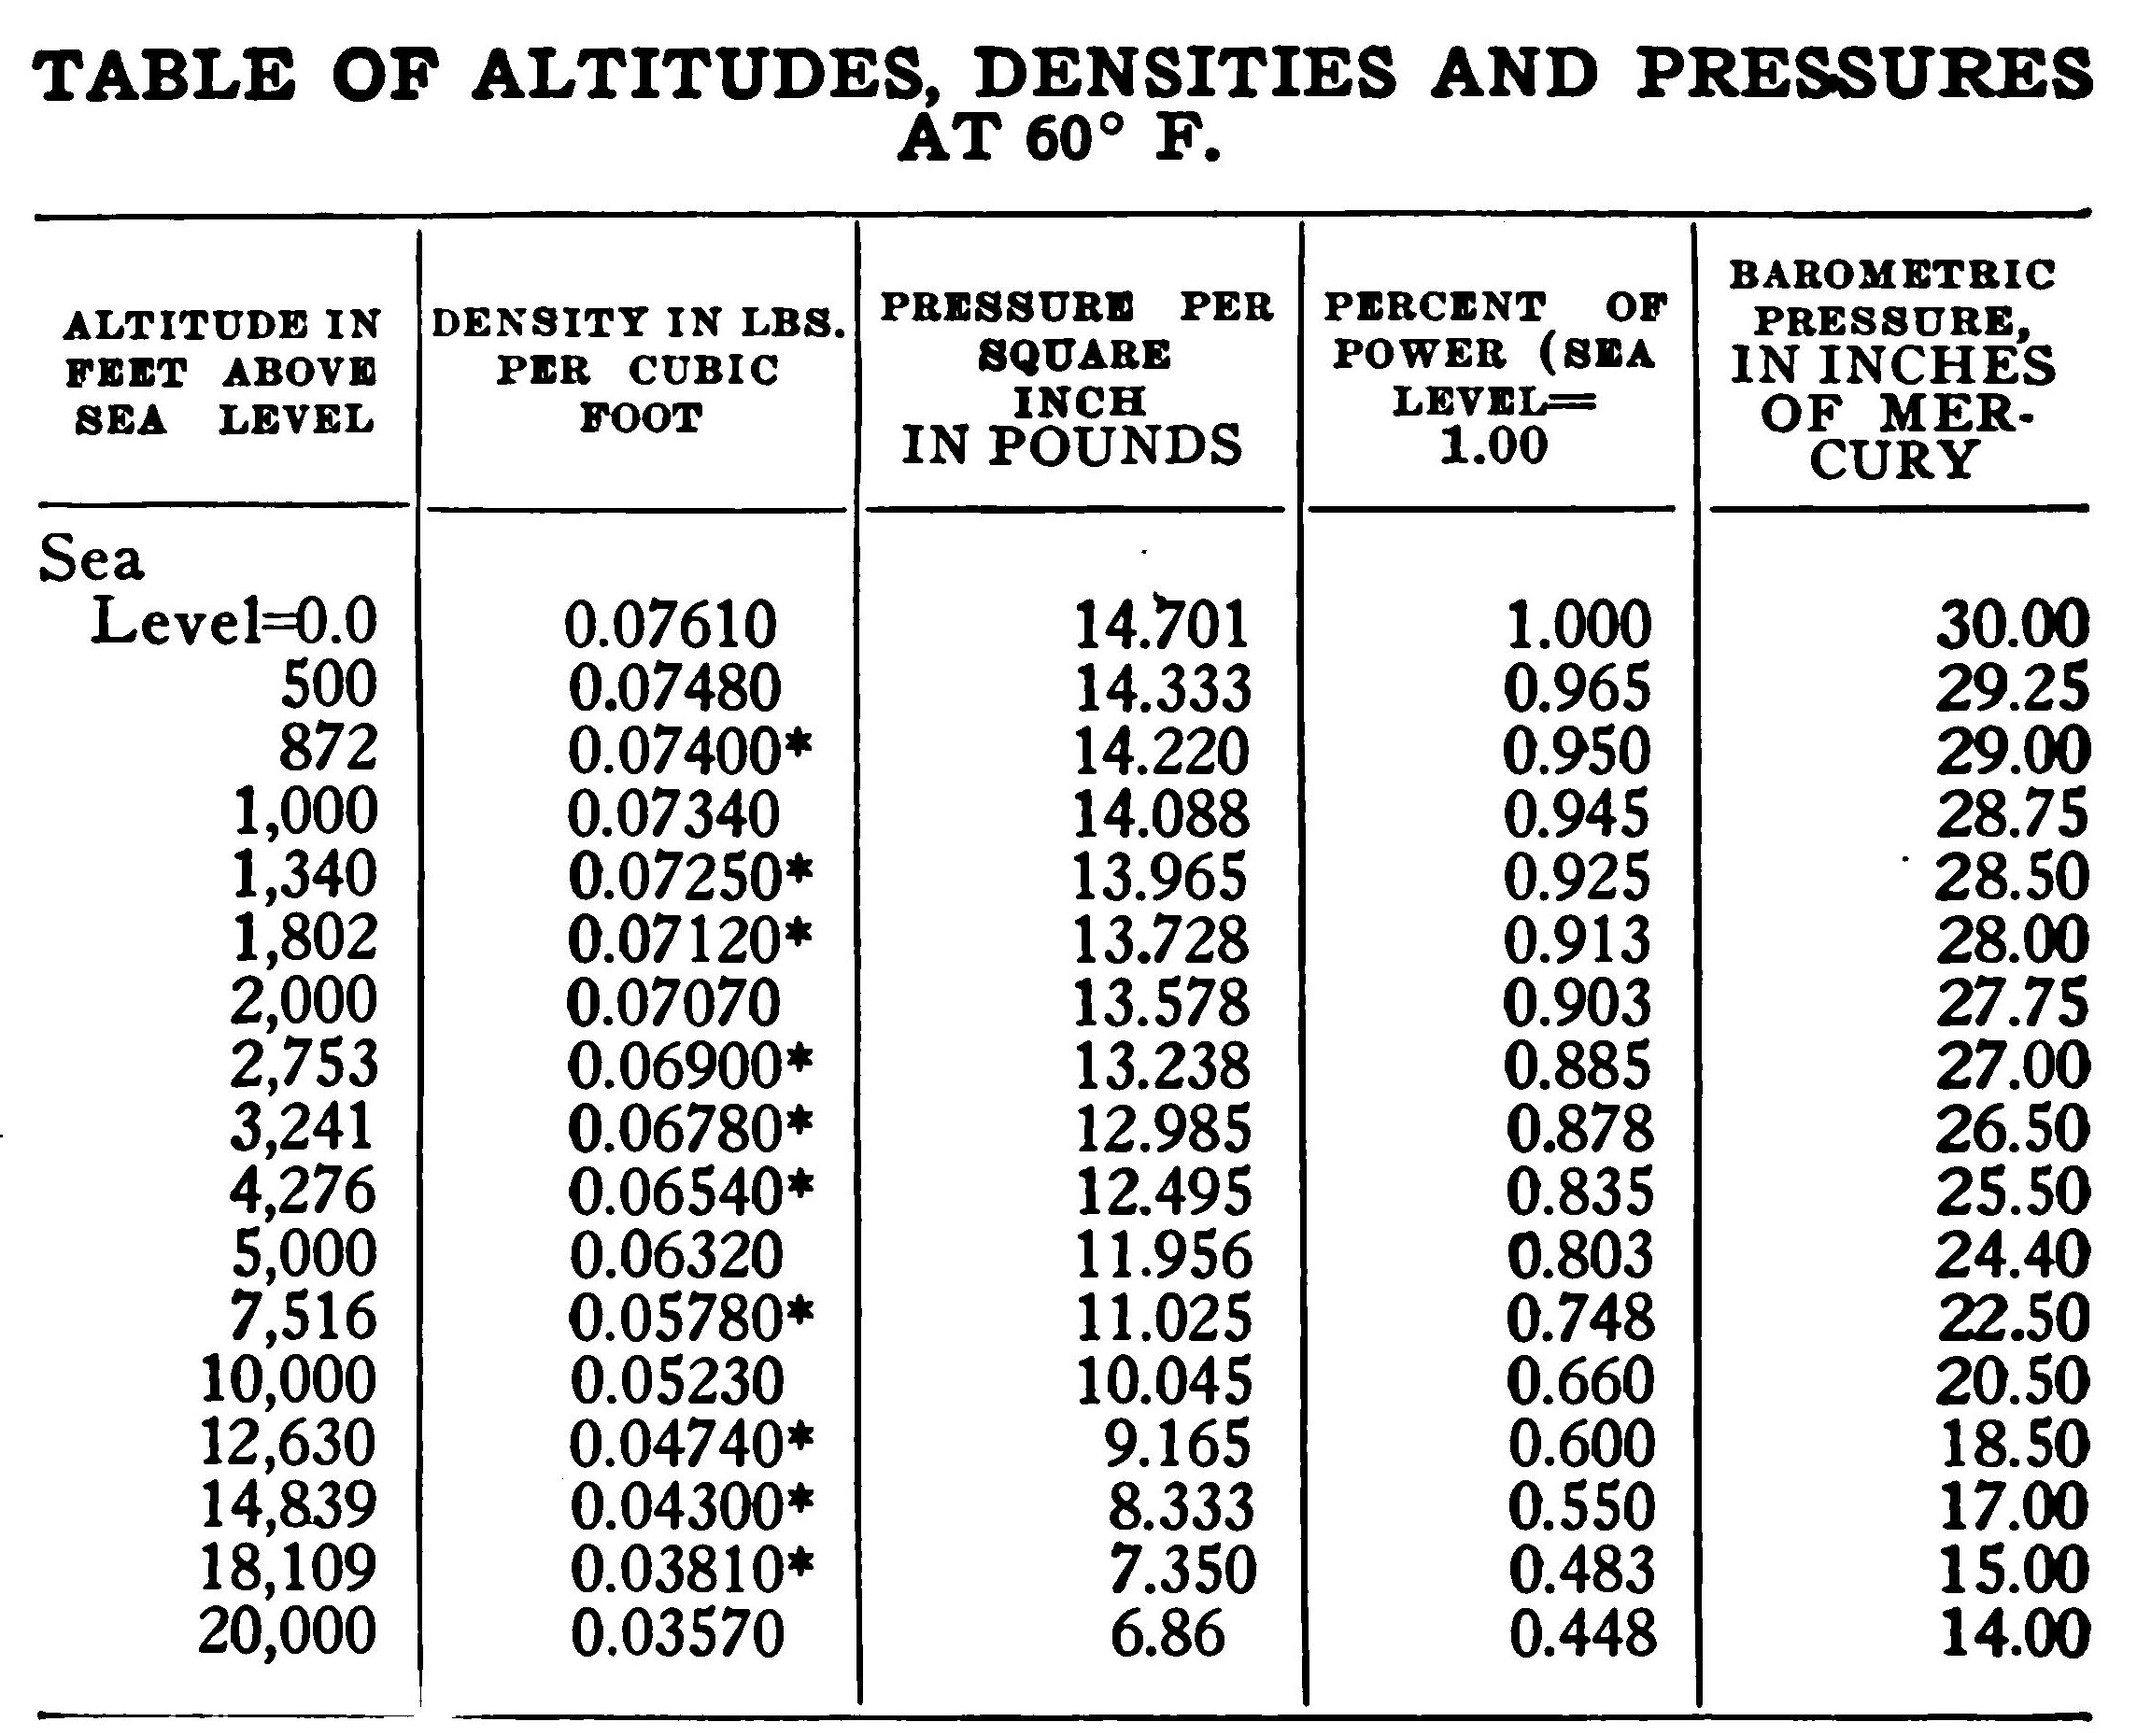 TABLE OF ALTITUDES, DENSITIES AND PRESSURES
AT 60° F.
ALTITUDE IN
FEET ABOVE
SEA LEVEL
DENSITY IN LBS.
PER CUBIC
FOOT
PRESSURE PER
SQUARE
INCH
IN POUNDS
PERCENT OF
POWER (SEA
LEVEL=
1.00
BAROMETRIC
PRESSURE,
IN INCHES
OF MER-
CURY
Sea
Level=0.0 0.07610 14.701 1.000 30.00
500 0.07480 14.333 0.965 29.25
872 0.07400* 14.220 0.950 29.00
1,000 0.07340 14.088 0.945 28.75
1,340 0.07250* 13.965 0.925 28.50
1,802 0.07120* 13.728 0.913 28.00
2,000 0.07070 13.578 0.903 27.75
2,753 0.06900* 13.238 0.885 27.00
3,241 0.06780* 12.985 0.878 26.50
4,276 0.06540* 12.495 0.835 25.50
5,000 0.06320 11.956 0.803 24.40
7,516 0.05780* 11.025 0.748 22.50
10,000 0.05230 10.045 0.660 20.50
12,630 0.04740* 9.165 0.600 18.50
14,839 0.04300* 8.333 0.550 17.00
18,109 0.03810* 7.350 0.483 15.00
20,000 0.03570 6.86 0.448 14.00